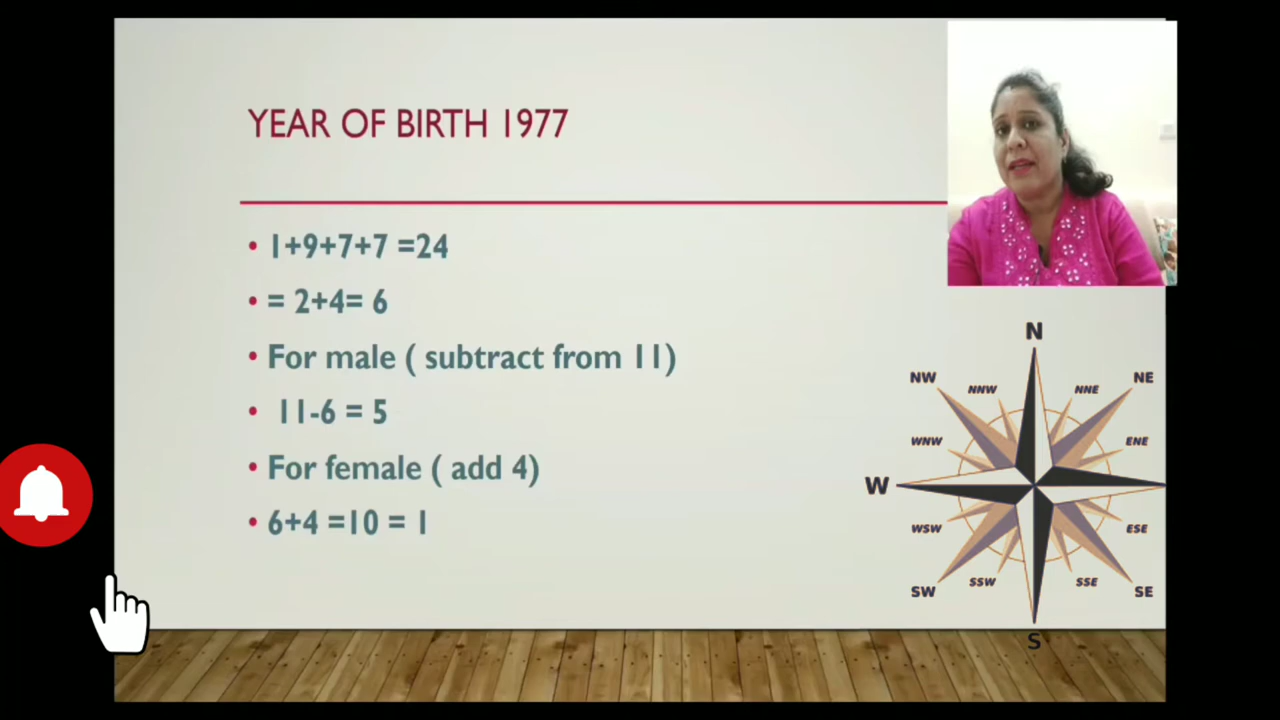 YEAR OF BIRTH 1977
• 1+9+7+7 =24
• = 2+4= 6
• For male ( subtract from 11)
• 11-6 = 5
• For female ( add 4)
• 6+4 =10 = 1
N
NW
NNW
NNE
NE
WNW
ENE
W
WSW
ESE
SW
SSW
SSE
SE
S